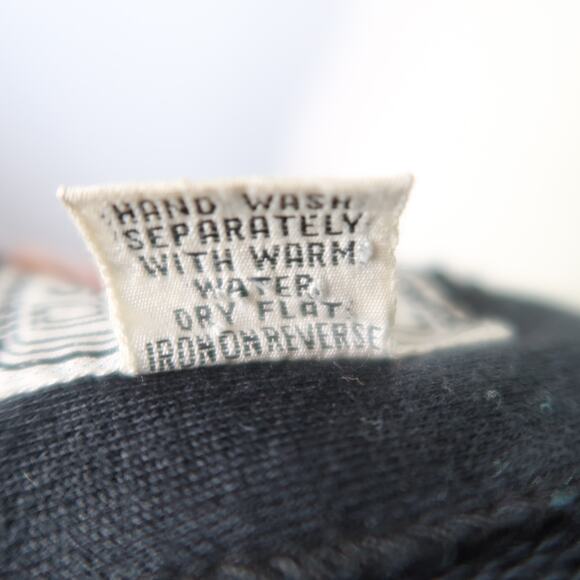 HAND WASH
SEPARATELY
WITH WARM
WATER
DRY FLAT
IRON ON REVERSE